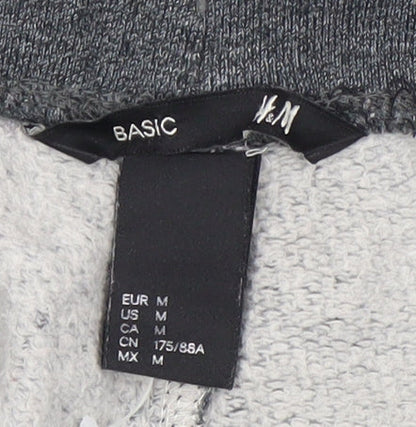 BASIC H&M
EUR M
US M
CA M
CN 175/88A
MX M